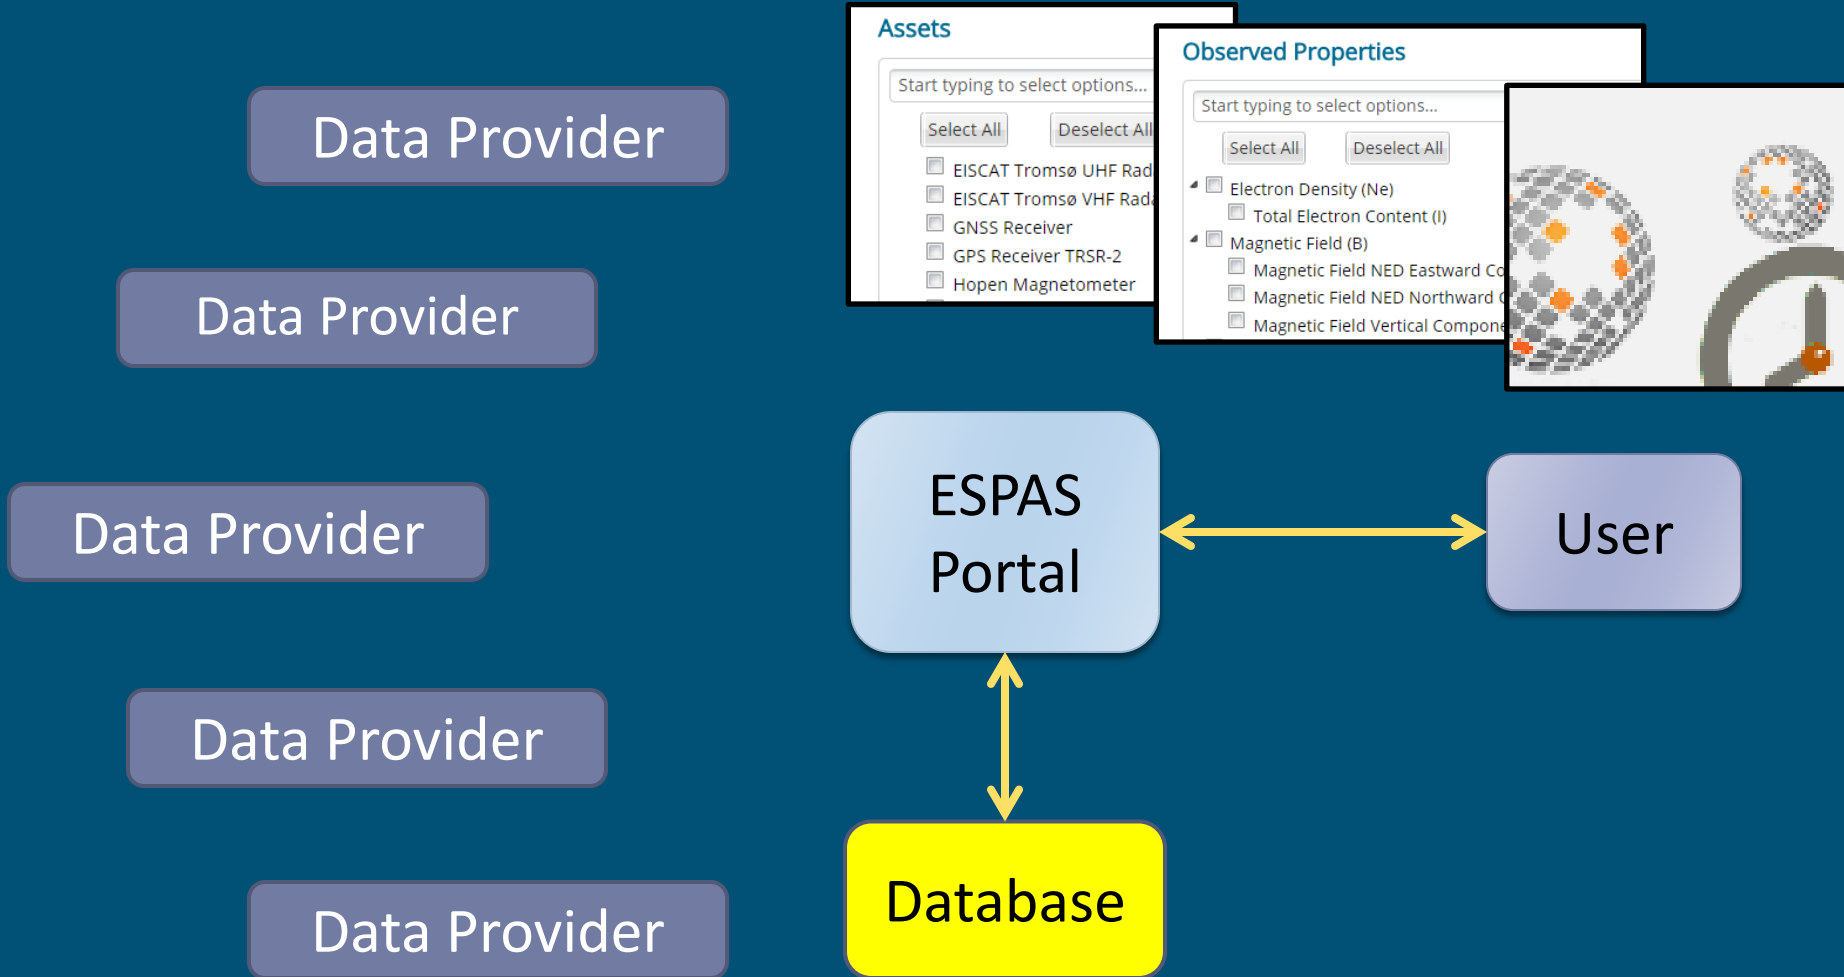 Assets
Start typing to select options...
Select All
Deselect All
EISCAT Tromsø UHF Rad
EISCAT Tromsø VHF Rada
GNSS Receiver
GPS Receiver TRSR-2
Hopen Magnetometer
Observed Properties
Start typing to select options...
Select All
Deselect All
Electron Density (Ne)
Total Electron Content (I)
Magnetic Field (B)
Magnetic Field NED Eastward Co
Magnetic Field NED Northward
Magnetic Field Vertical Compone
Data Provider
Data Provider
Data Provider
Data Provider
Data Provider
ESPAS
Portal
User
Database